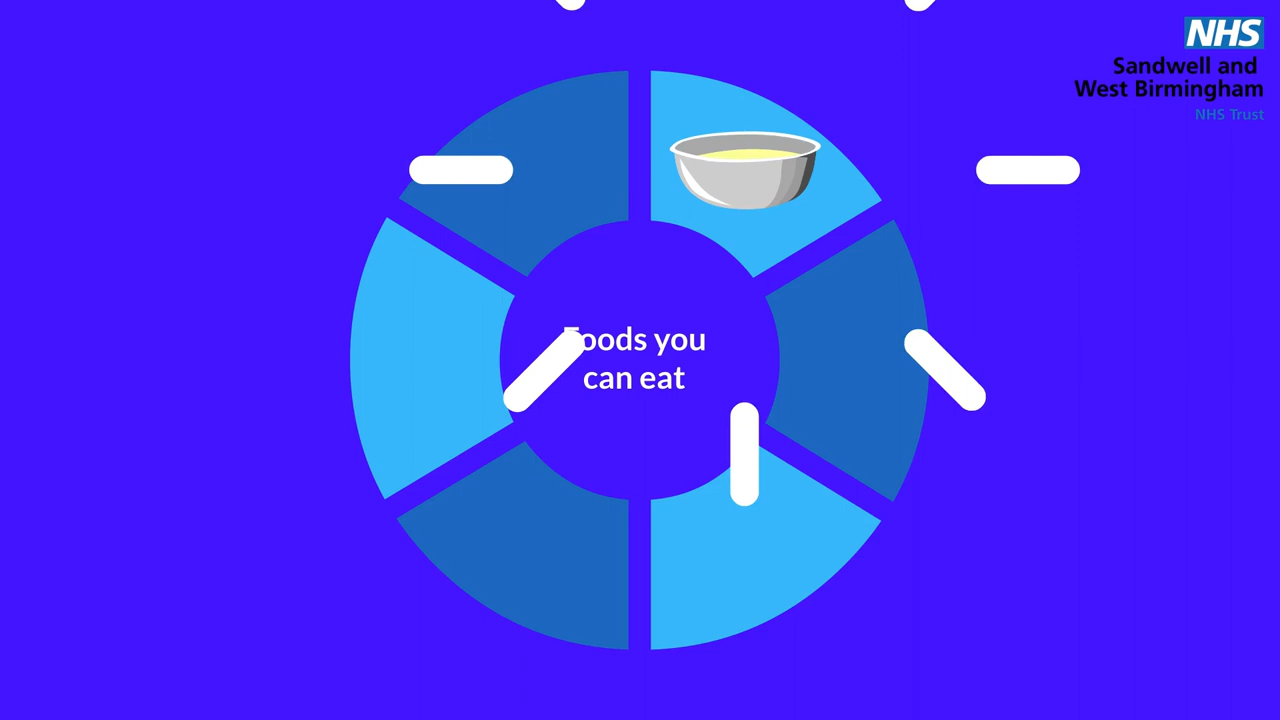 NHS
Sandwell and
West Birmingham
NHS Trust
Foods you
can eat